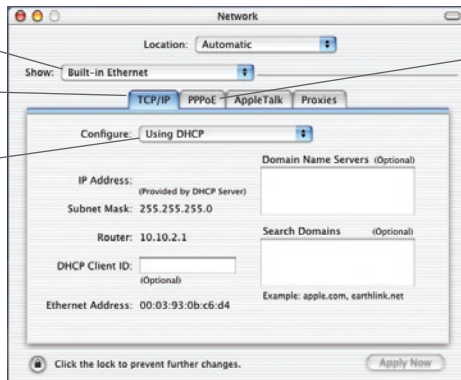 Network
Location: Automatic
Show: Built-in Ethernet
TCP/IP PPPoE AppleTalk Proxies
Configure: Using DHCP
Domain Name Servers (Optional)
IP Address:
(Provided by DHCP Server)
Subnet Mask: 255.255.255.0
Router: 10.10.2.1
Search Domains (Optional)
DHCP Client ID:
(Optional)
Ethernet Address: 00:03:93:0b:c6:d4
Example: apple.com, earthlink.net
Click the lock to prevent further changes.
Apply Now